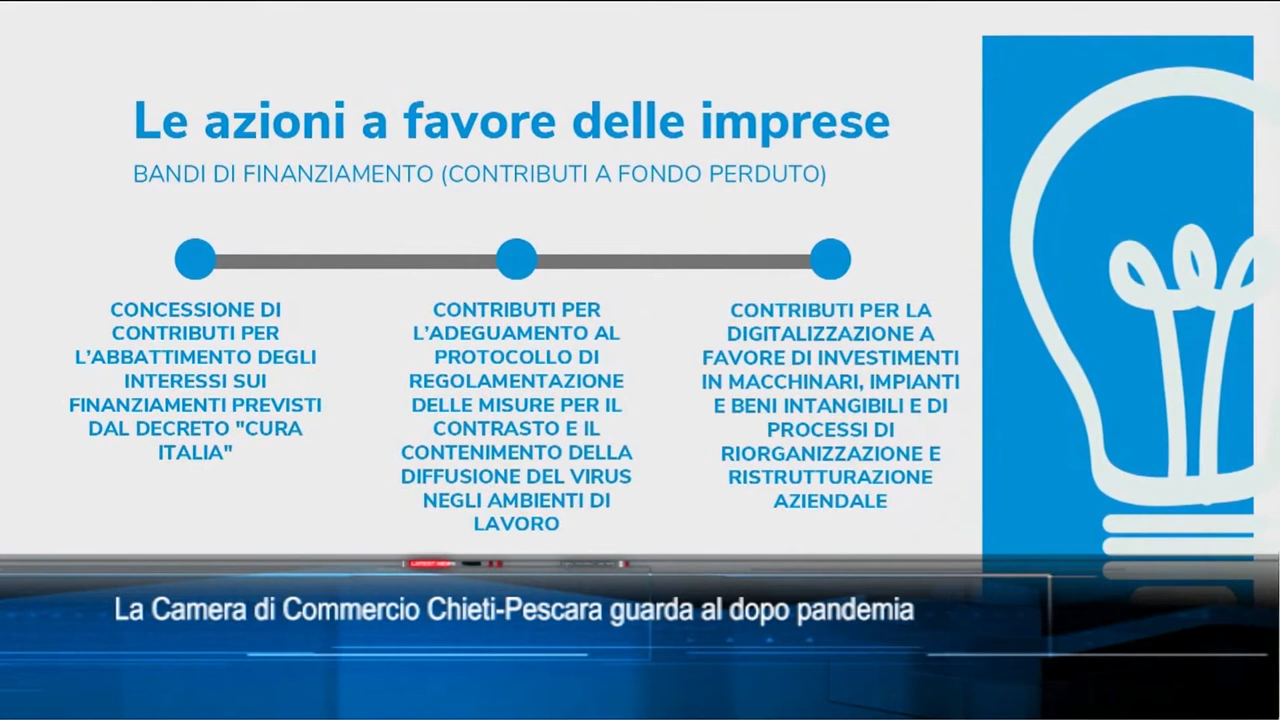 Le azioni a favore delle imprese
BANDI DI FINANZIAMENTO (CONTRIBUTI A FONDO PERDUTO)
CONCESSIONE DI
CONTRIBUTI PER
L’ABBATTIMENTO DEGLI
INTERESSI SUI
FINANZIAMENTI PREVISTI
DAL DECRETO "CURA
ITALIA"
CONTRIBUTI PER
L’ADEGUAMENTO AL
PROTOCOLLO DI
REGOLAMENTAZIONE
DELLE MISURE PER IL
CONTRASTO E IL
CONTENIMENTO DELLA
DIFFUSIONE DEL VIRUS
NEGLI AMBIENTI DI
LAVORO
CONTRIBUTI PER LA
DIGITALIZZAZIONE A
FAVORE DI INVESTIMENTI
IN MACCHINARI, IMPIANTI
E BENI INTANGIBILI E DI
PROCESSI DI
RIORGANIZZAZIONE E
RISTRUTTURAZIONE
AZIENDALE
LATEST NEWS
La Camera di Commercio Chieti-Pescara guarda al dopo pandemia